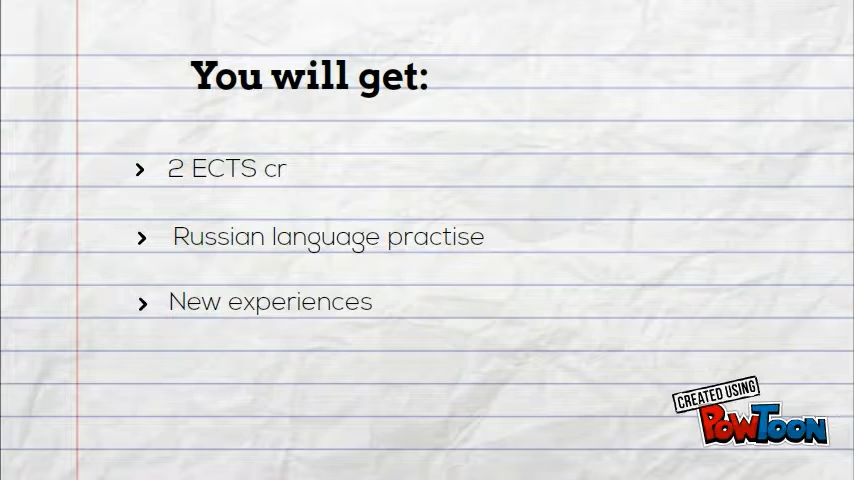 You will get:
2 ECTS cr
Russian language practise
New experiences
CREATED USING
POWTOON